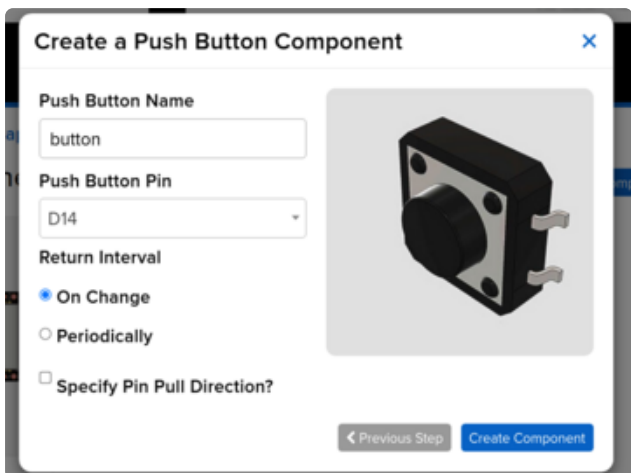 Create a Push Button Component
Push Button Name
button
Push Button Pin
D14
Return Interval
On Change
Periodically
Specify Pin Pull Direction?
Previous Step
Create Component